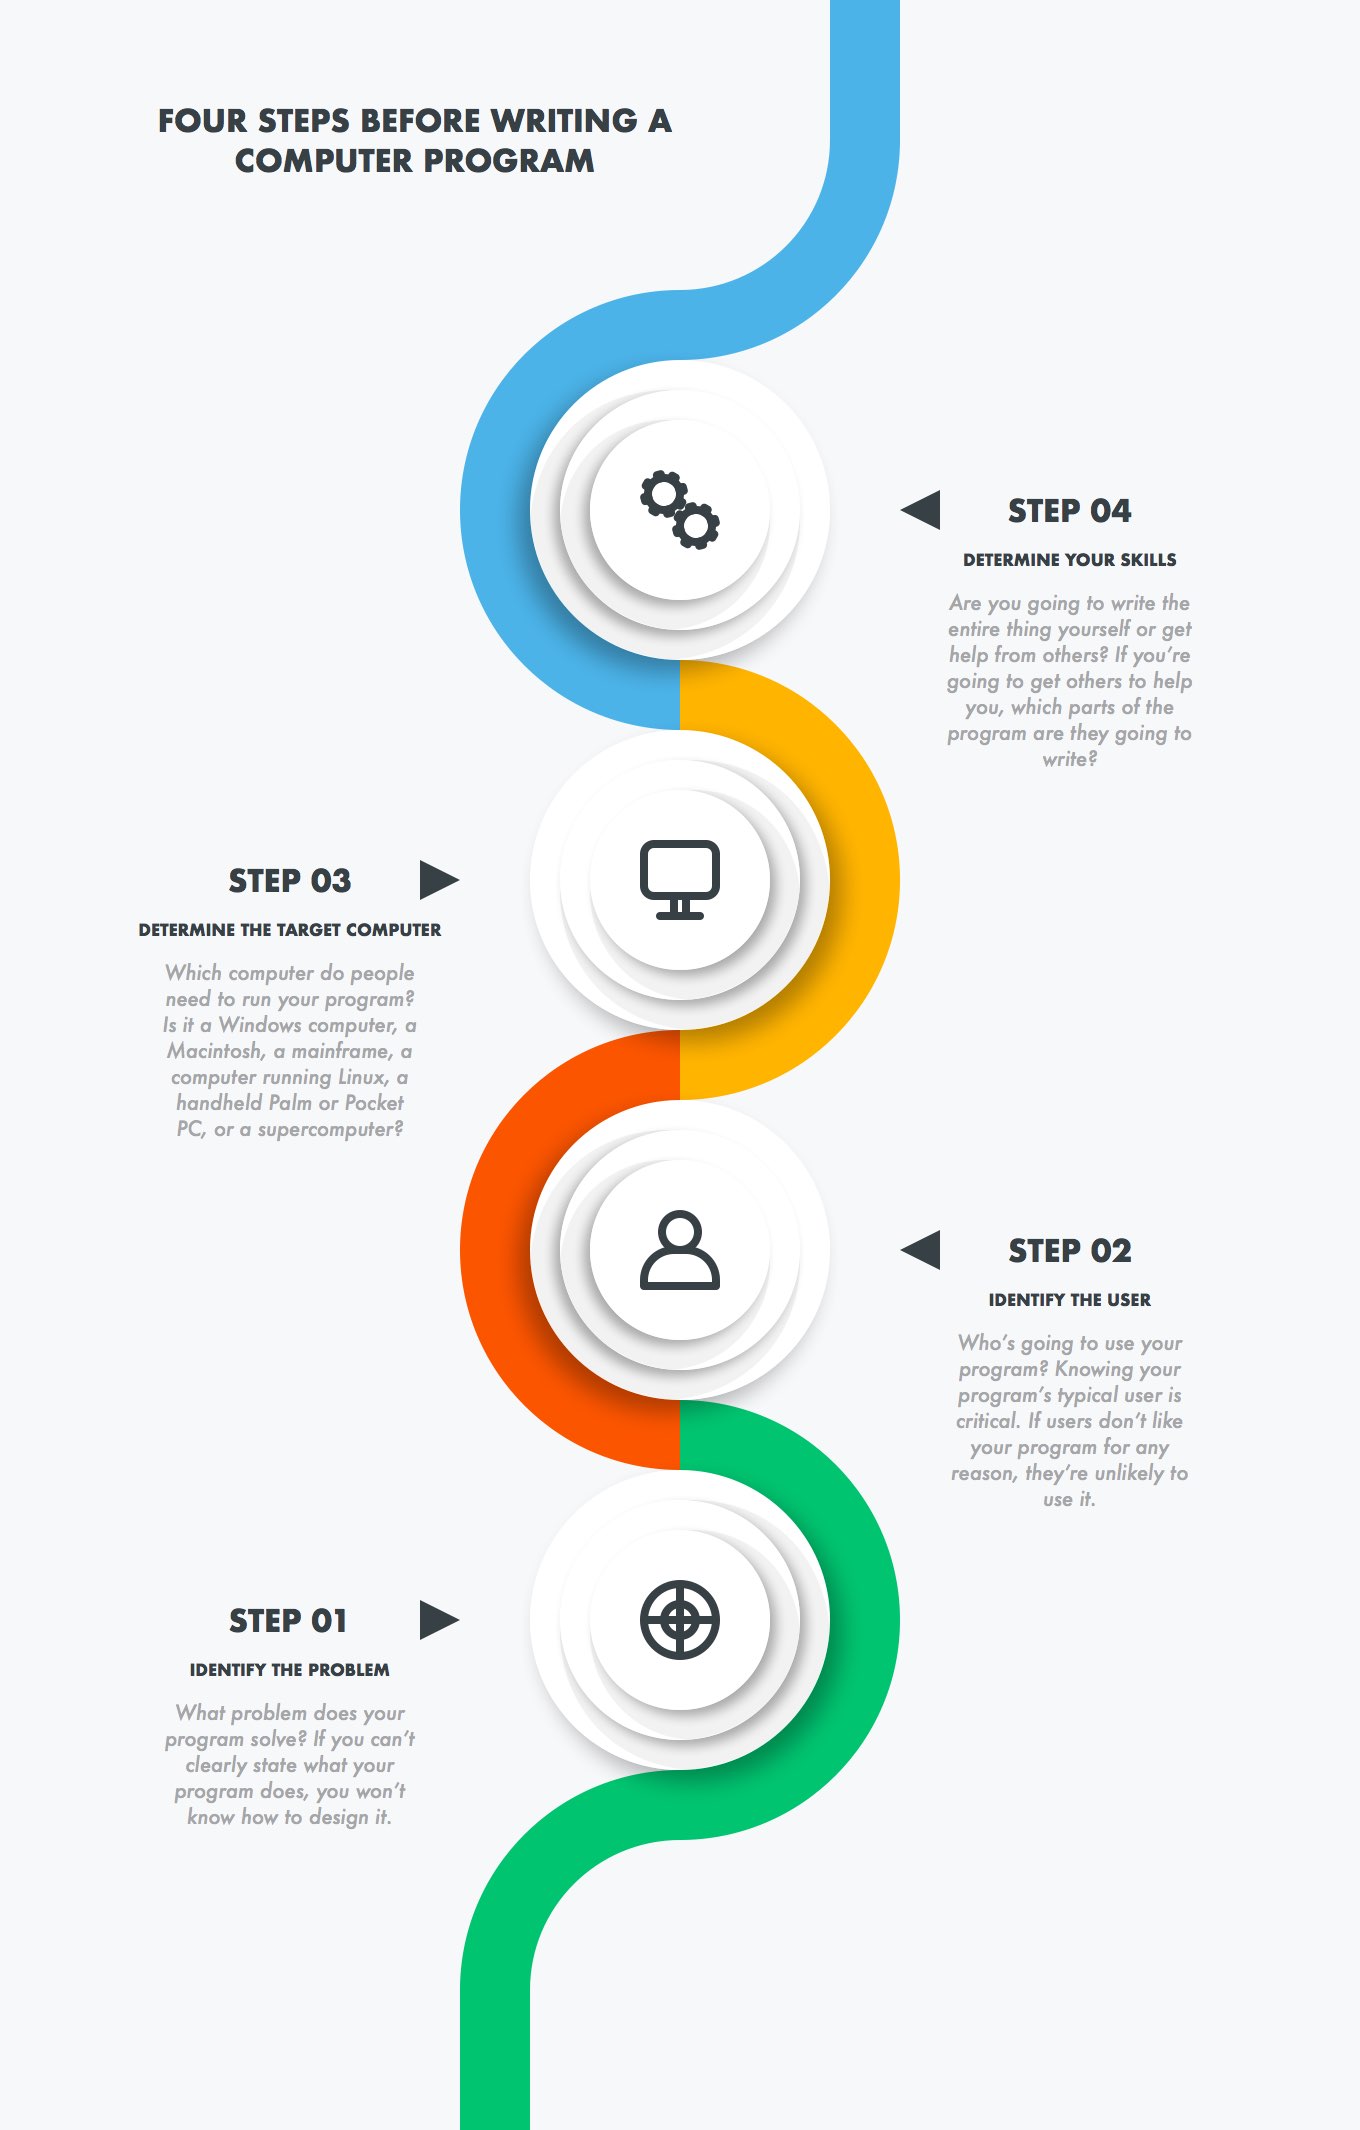 FOUR STEPS BEFORE WRITING A
COMPUTER PROGRAM
STEP 04
DETERMINE YOUR SKILLS
Are you going to write the
entire thing yourself or get
help from others? If you’re
going to get others to help
you, which parts of the
program are they going to
write?
STEP 03
DETERMINE THE TARGET COMPUTER
Which computer do people
need to run your program?
Is it a Windows computer, a
Macintosh, a mainframe, a
computer running Linux, a
handheld Palm or Pocket
PC, or a supercomputer?
STEP 02
IDENTIFY THE USER
Who’s going to use your
program? Knowing your
program’s typical user is
critical. If users don’t like
your program for any
reason, they’re unlikely to
use it.
STEP 01
IDENTIFY THE PROBLEM
What problem does your
program solve? If you can’t
clearly state what your
program does, you won’t
know how to design it.